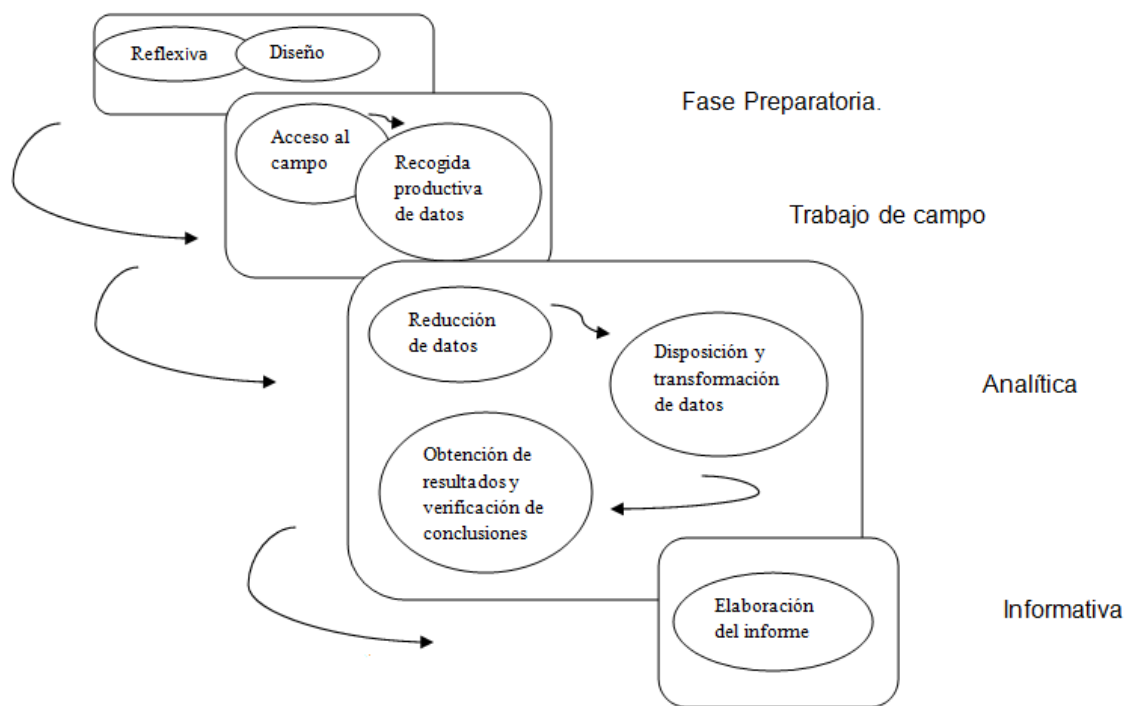 Reflexiva
Diseño
Fase Preparatoria.
Acceso al
campo
Recogida
productiva
de datos
Trabajo de campo
Reducción
de datos
Disposición y
transformación
de datos
Analítica
Obtención de
resultados y
verificación de
conclusiones
Elaboración
del informe
Informativa